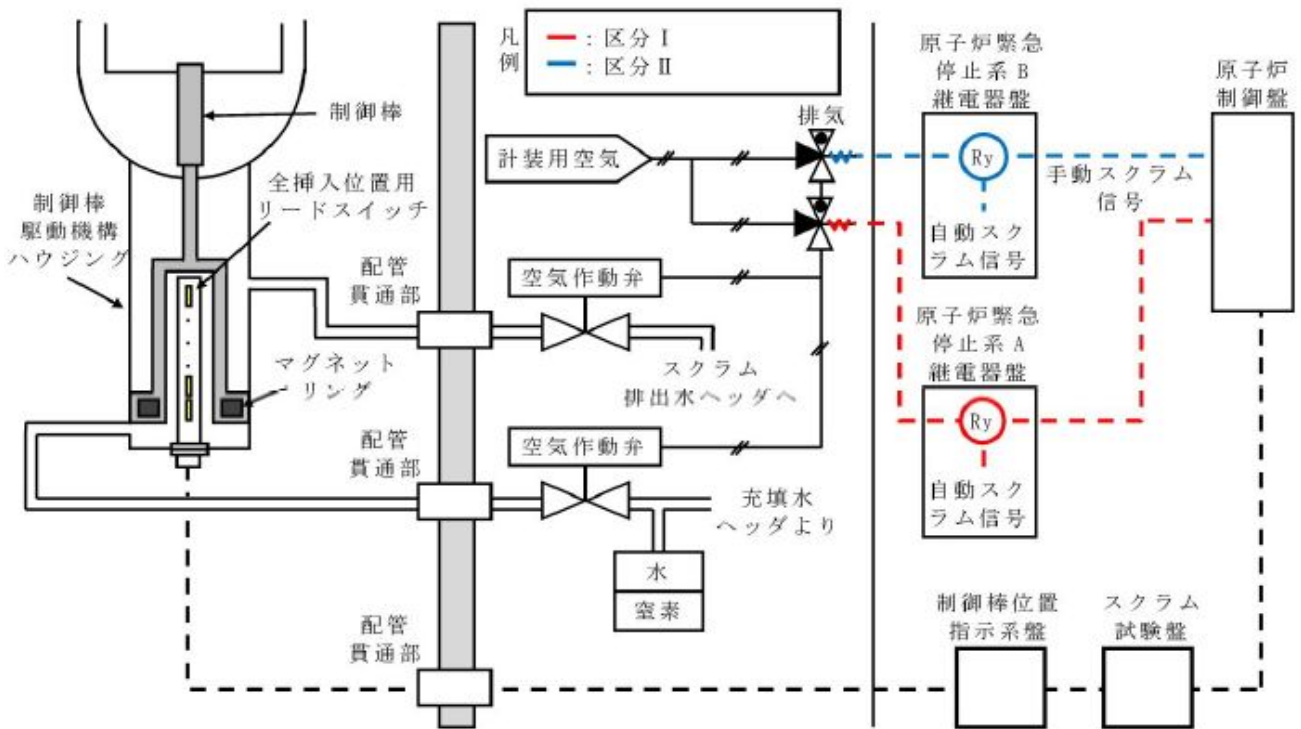 凡例
: 区分Ⅰ
: 区分Ⅱ
制御棒
全挿入位置用
リードスイッチ
制御棒
駆動機構
ハウジング
マグネット
リング
配管
貫通部
配管
貫通部
配管
貫通部
計装用空気
排気
空気作動弁
スクラム
排出水ヘッダへ
空気作動弁
充填水
ヘッダより
水
窒素
原子炉緊急
停止系B
継電器盤
Ry
自動スク
ラム信号
手動スクラム
信号
原子炉
制御盤
原子炉緊急
停止系A
継電器盤
Ry
自動スク
ラム信号
制御棒位置
指示系盤
スクラム
試験盤